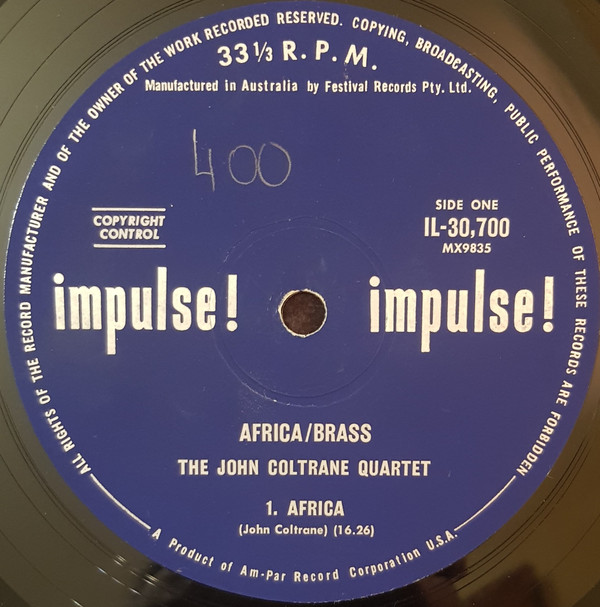 ALL RIGHTS OF THE RECORD MANUFACTURER AND OF THE OWNER OF THE WORK RECORDED RESERVED. COPYING, BROADCASTING, PUBLIC PERFORMANCE OF THESE RECORDS ARE FORBIDDEN
33⅓ R.P.M.
Manufactured in Australia by Festival Records Pty. Ltd.
400
COPYRIGHT
CONTROL
SIDE ONE
IL-30,700
MX9835
impulse! impulse!
AFRICA/BRASS
THE JOHN COLTRANE QUARTET
1. AFRICA
(John Coltrane) (16.26)
A Product of Am-Par Record Corporation U.S.A.